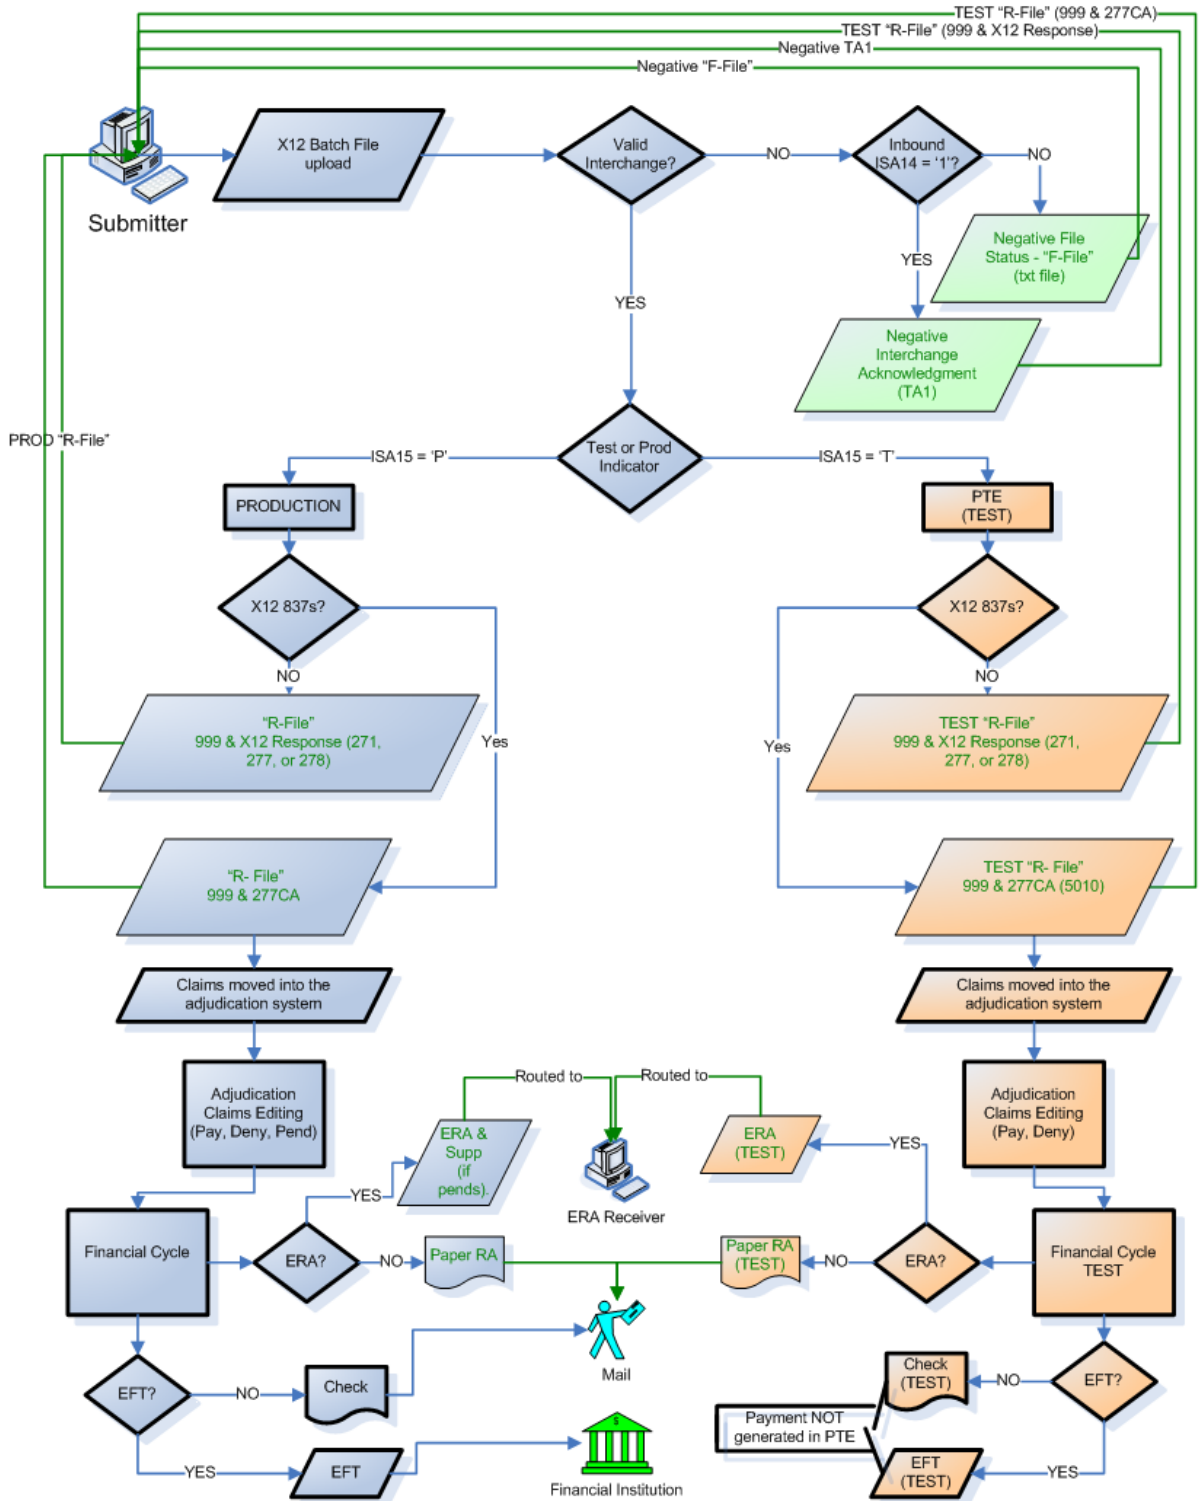 TEST “R-File” (999 & 277CA)
TEST “R-File” (999 & X12 Response)
Negative TA1
Negative “F-File”
Submitter
X12 Batch File
upload
Valid
Interchange?
NO
Inbound
ISA14 = ‘1’?
NO
Negative File
Status - “F-File”
(txt file)
YES
YES
Negative
Interchange
Acknowledgment
(TA1)
PROD “R-File”
Test or Prod
Indicator
ISA15 = ‘P’
ISA15 = ‘T’
PRODUCTION
PTE
(TEST)
X12 837s?
X12 837s?
NO
NO
“R-File”
999 & X12 Response (271,
277, or 278)
Yes
Yes
TEST “R-File”
999 & X12 Response (271,
277, or 278)
“R- File”
999 & 277CA
TEST “R- File”
999 & 277CA (5010)
Claims moved into the
adjudication system
Claims moved into the
adjudication system
Adjudication
Claims Editing
(Pay, Deny, Pend)
Routed to
Routed to
Adjudication
Claims Editing
(Pay, Deny)
ERA &
Supp
(if
pends).
ERA
(TEST)
YES
YES
ERA Receiver
Financial Cycle
ERA?
NO
Paper RA
Paper RA
(TEST)
NO
ERA?
Financial Cycle
TEST
Mail
EFT?
NO
Check
Check
(TEST)
NO
EFT?
Payment NOT
generated in PTE
YES
EFT
Financial Institution
EFT
(TEST)
YES